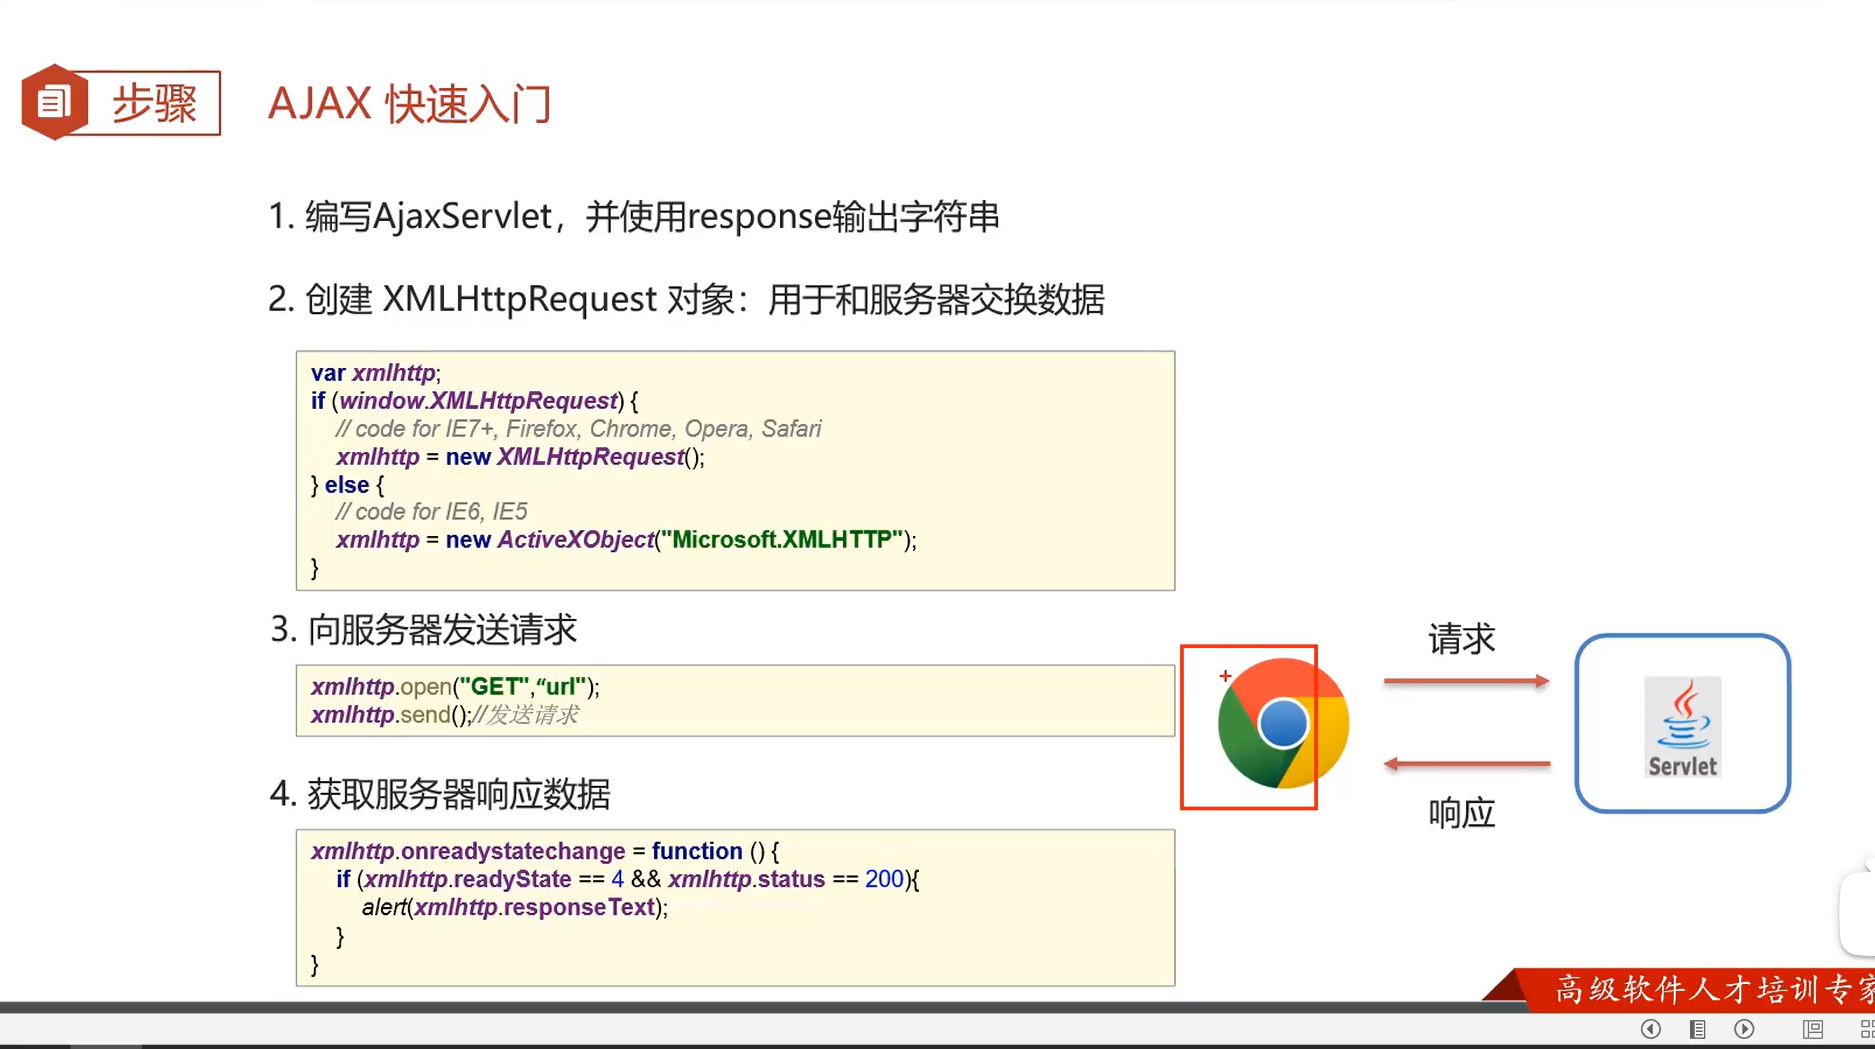 步骤
AJAX 快速入门
1. 编写AjaxServlet，并使用response输出字符串
2. 创建 XMLHttpRequest 对象：用于和服务器交换数据
var xmlhttp;
if (window.XMLHttpRequest) {
// code for IE7+, Firefox, Chrome, Opera, Safari
xmlhttp = new XMLHttpRequest();
} else {
// code for IE6, IE5
xmlhttp = new ActiveXObject("Microsoft.XMLHTTP");
}
3. 向服务器发送请求
xmlhttp.open("GET",“url");
xmlhttp.send();//发送请求
4. 获取服务器响应数据
xmlhttp.onreadystatechange = function () {
if (xmlhttp.readyState == 4 && xmlhttp.status == 200){
alert(xmlhttp.responseText);
}
}
请求
Servlet
响应
高级软件人才培训专家